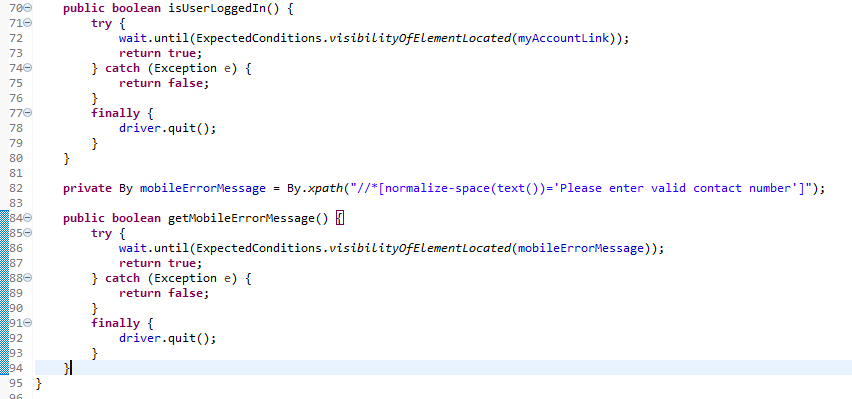 70 public boolean isUserLoggedIn() {
71 try {
72 wait.until(ExpectedConditions.visibilityOfElementLocated(myAccountLink));
73 return true;
74 } catch (Exception e) {
75 return false;
76 }
77 finally {
78 driver.quit();
79 }
80 }
81
82 private By mobileErrorMessage = By.xpath("//*[normalize-space(text())='Please enter valid contact number']");
83
84 public boolean getMobileErrorMessage() {
85 try {
86 wait.until(ExpectedConditions.visibilityOfElementLocated(mobileErrorMessage));
87 return true;
88 } catch (Exception e) {
89 return false;
90 }
91 finally {
92 driver.quit();
93 }
94 }
95 }
96